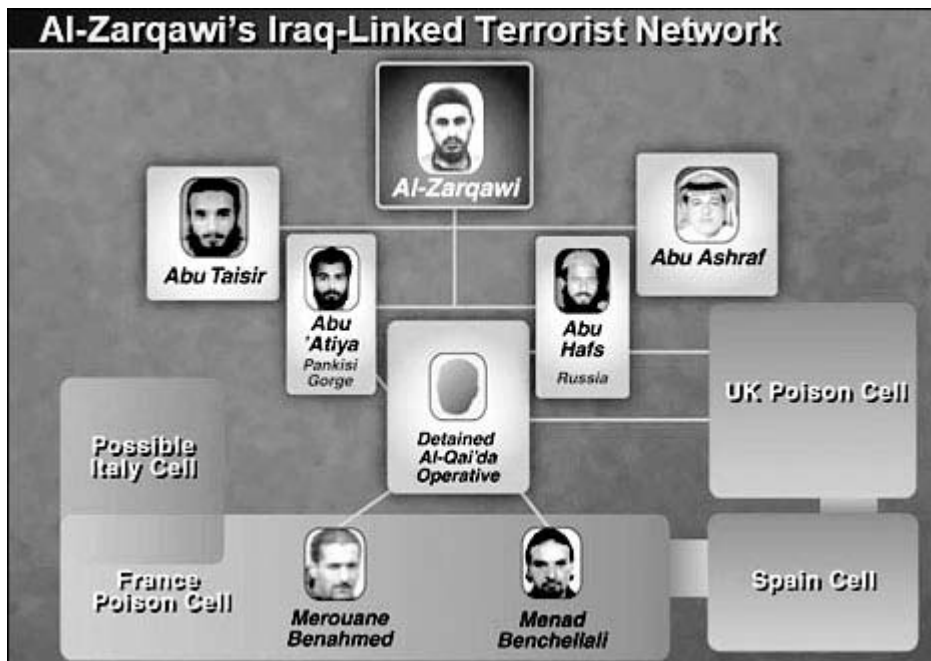 Al-Zarqawi's Iraq-Linked Terrorist Network
Al-Zarqawi
Abu Taisir
Abu Ashraf
Abu
'Atiya
Pankisi
Gorge
Abu
Hafs
Russia
Detained
Al-Qai'da
Operative
UK Poison Cell
Possible
Italy Cell
France
Poison Cell
Merouane
Benahmed
Menad
Benchellali
Spain Cell